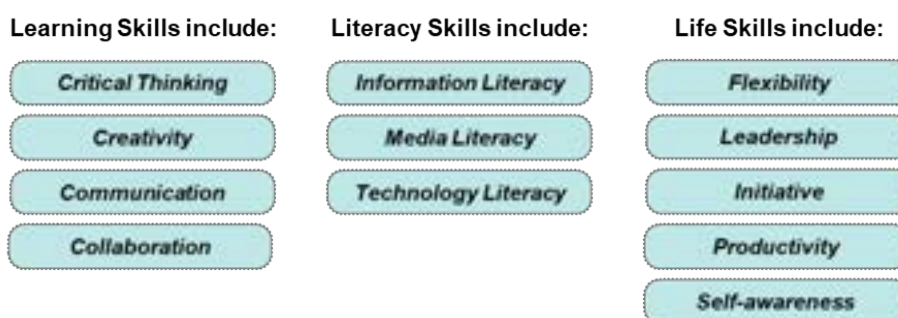 Learning Skills include:
Critical Thinking
Creativity
Communication
Collaboration
Literacy Skills include:
Information Literacy
Media Literacy
Technology Literacy
Life Skills include:
Flexibility
Leadership
Initiative
Productivity
Self-awareness